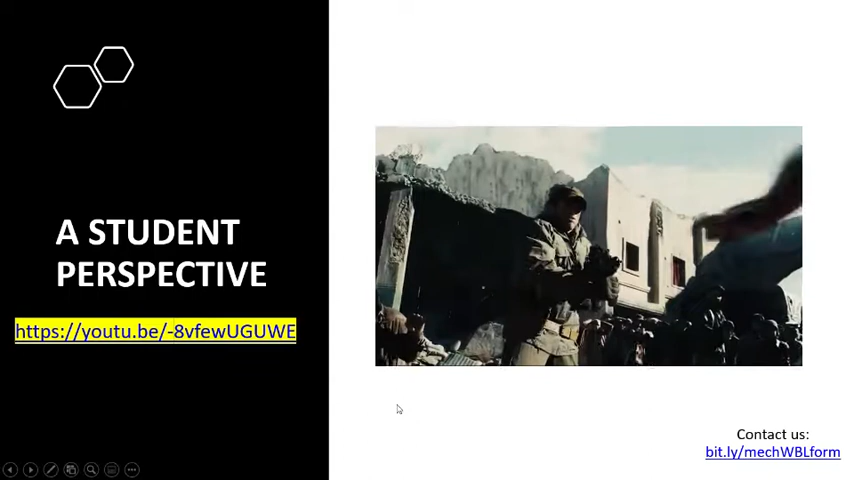 A STUDENT
PERSPECTIVE
https://youtu.be/-8vfewUGUWE
Contact us:
bit.ly/mechWBLform